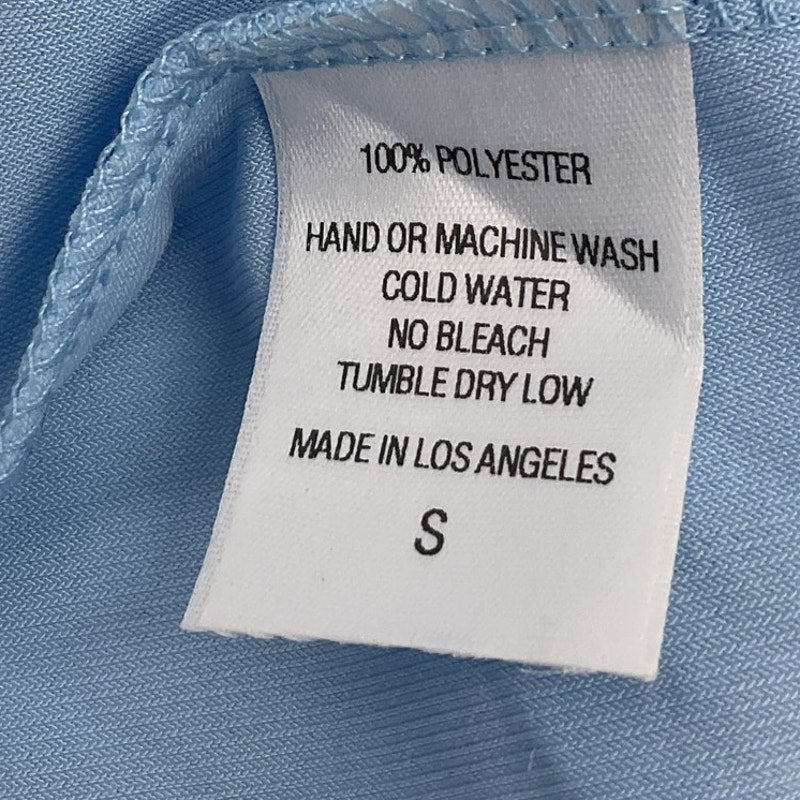 100% POLYESTER
HAND OR MACHINE WASH
COLD WATER
NO BLEACH
TUMBLE DRY LOW
MADE IN LOS ANGELES
S